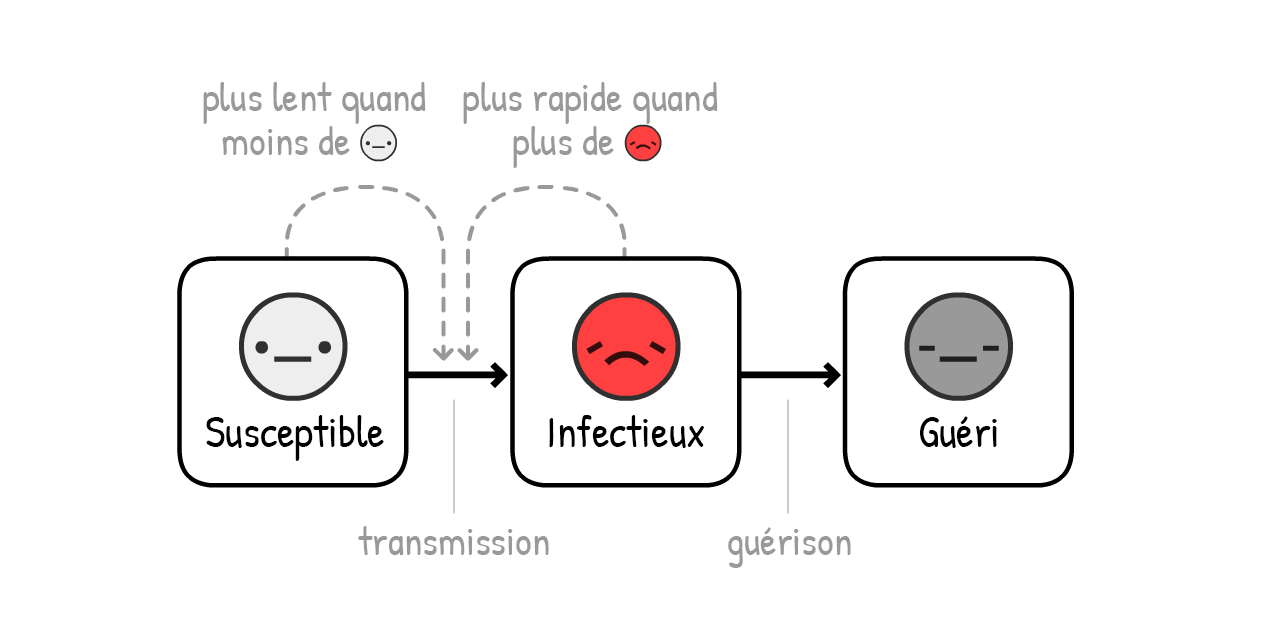 plus lent quand
moins de
plus rapide quand
plus de
Susceptible
Infectieux
Guéri
transmission
guérison